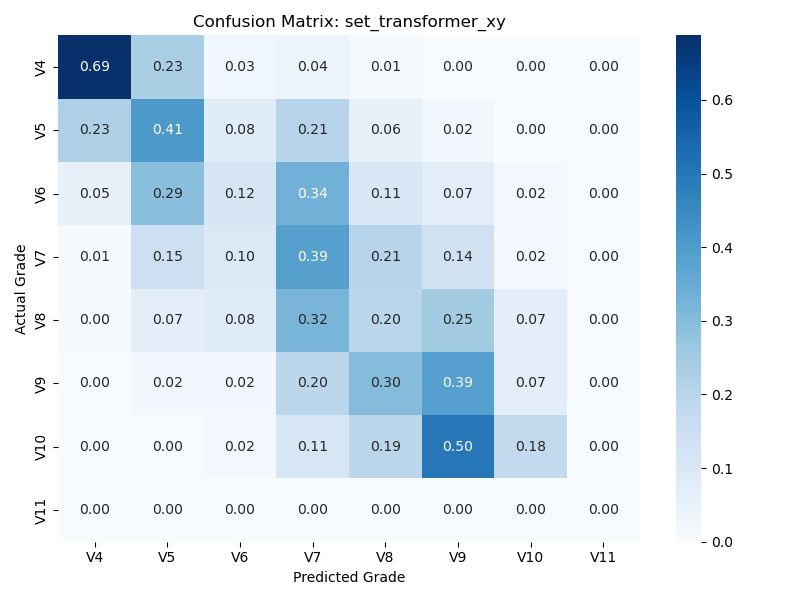 Confusion Matrix: set_transformer_xy
V4 0.69 0.23 0.03 0.04 0.01 0.00 0.00 0.00
V5 0.23 0.41 0.08 0.21 0.06 0.02 0.00 0.00
V6 0.05 0.29 0.12 0.34 0.11 0.07 0.02 0.00
V7 0.01 0.15 0.10 0.39 0.21 0.14 0.02 0.00
V8 0.00 0.07 0.08 0.32 0.20 0.25 0.07 0.00
V9 0.00 0.02 0.02 0.20 0.30 0.39 0.07 0.00
V10 0.00 0.00 0.02 0.11 0.19 0.50 0.18 0.00
V11 0.00 0.00 0.00 0.00 0.00 0.00 0.00 0.00
V4 V5 V6 V7 V8 V9 V10 V11
Predicted Grade
Actual Grade
0.6
0.5
0.4
0.3
0.2
0.1
0.0